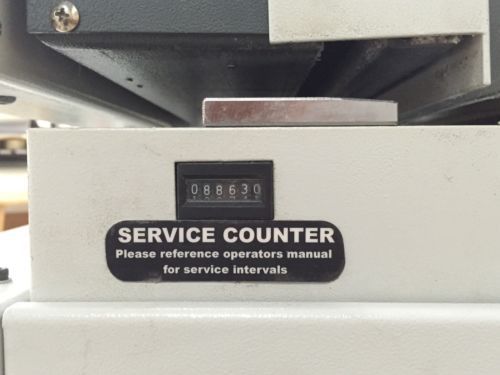 088630
SERVICE COUNTER
Please reference operators manual
for service intervals